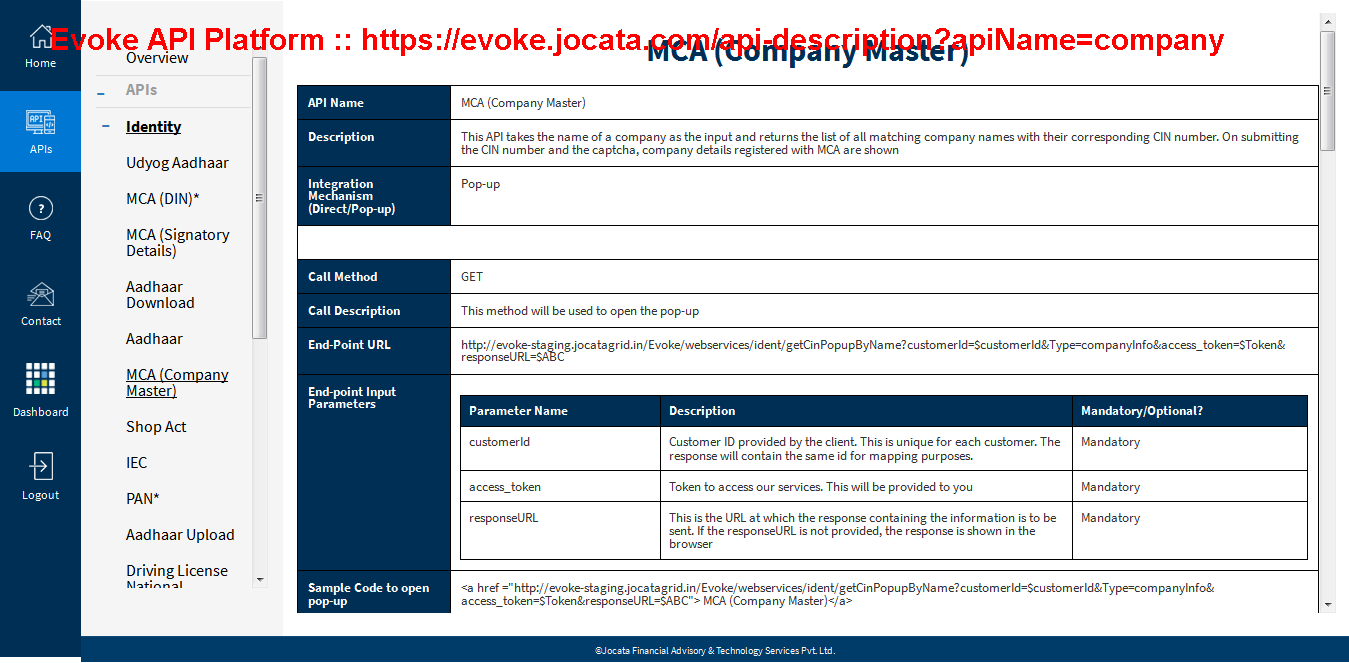 Evoke API Platform :: https://evoke.jocata.com/api-description?apiName=company
MCA (Company Master)
Home
APIs
FAQ
Contact
Dashboard
Logout
Overview
– APIs
– Identity
Udyog Aadhaar
MCA (DIN)*
MCA (Signatory
Details)
Aadhaar
Download
Aadhaar
MCA (Company
Master)
Shop Act
IEC
PAN*
Aadhaar Upload
Driving License
National
API Name MCA (Company Master)
Description This API takes the name of a company as the input and returns the list of all matching company names with their corresponding CIN number. On submitting
the CIN number and the captcha, company details registered with MCA are shown
Integration Pop-up
Mechanism
(Direct/Pop-up)
Call Method GET
Call Description This method will be used to open the pop-up
End-Point URL http://evoke-staging.jocatagrid.in/Evoke/webservices/ident/getCinPopupByName?customerId=$customerId&Type=companyInfo&access_token=$Token&
responseURL=$ABC
End-point Input
Parameters
Parameter Name Description Mandatory/Optional?
customerId Customer ID provided by the client. This is unique for each customer. The Mandatory
response will contain the same id for mapping purposes.
access_token Token to access our services. This will be provided to you Mandatory
responseURL This is the URL at which the response containing the information is to be Mandatory
sent. If the responseURL is not provided, the response is shown in the
browser
Sample Code to open <a href ="http://evoke-staging.jocatagrid.in/Evoke/webservices/ident/getCinPopupByName?customerId=$customerId&Type=companyInfo&
pop-up access_token=$Token&responseURL=$ABC"> MCA (Company Master)</a>
©Jocata Financial Advisory & Technology Services Pvt. Ltd.